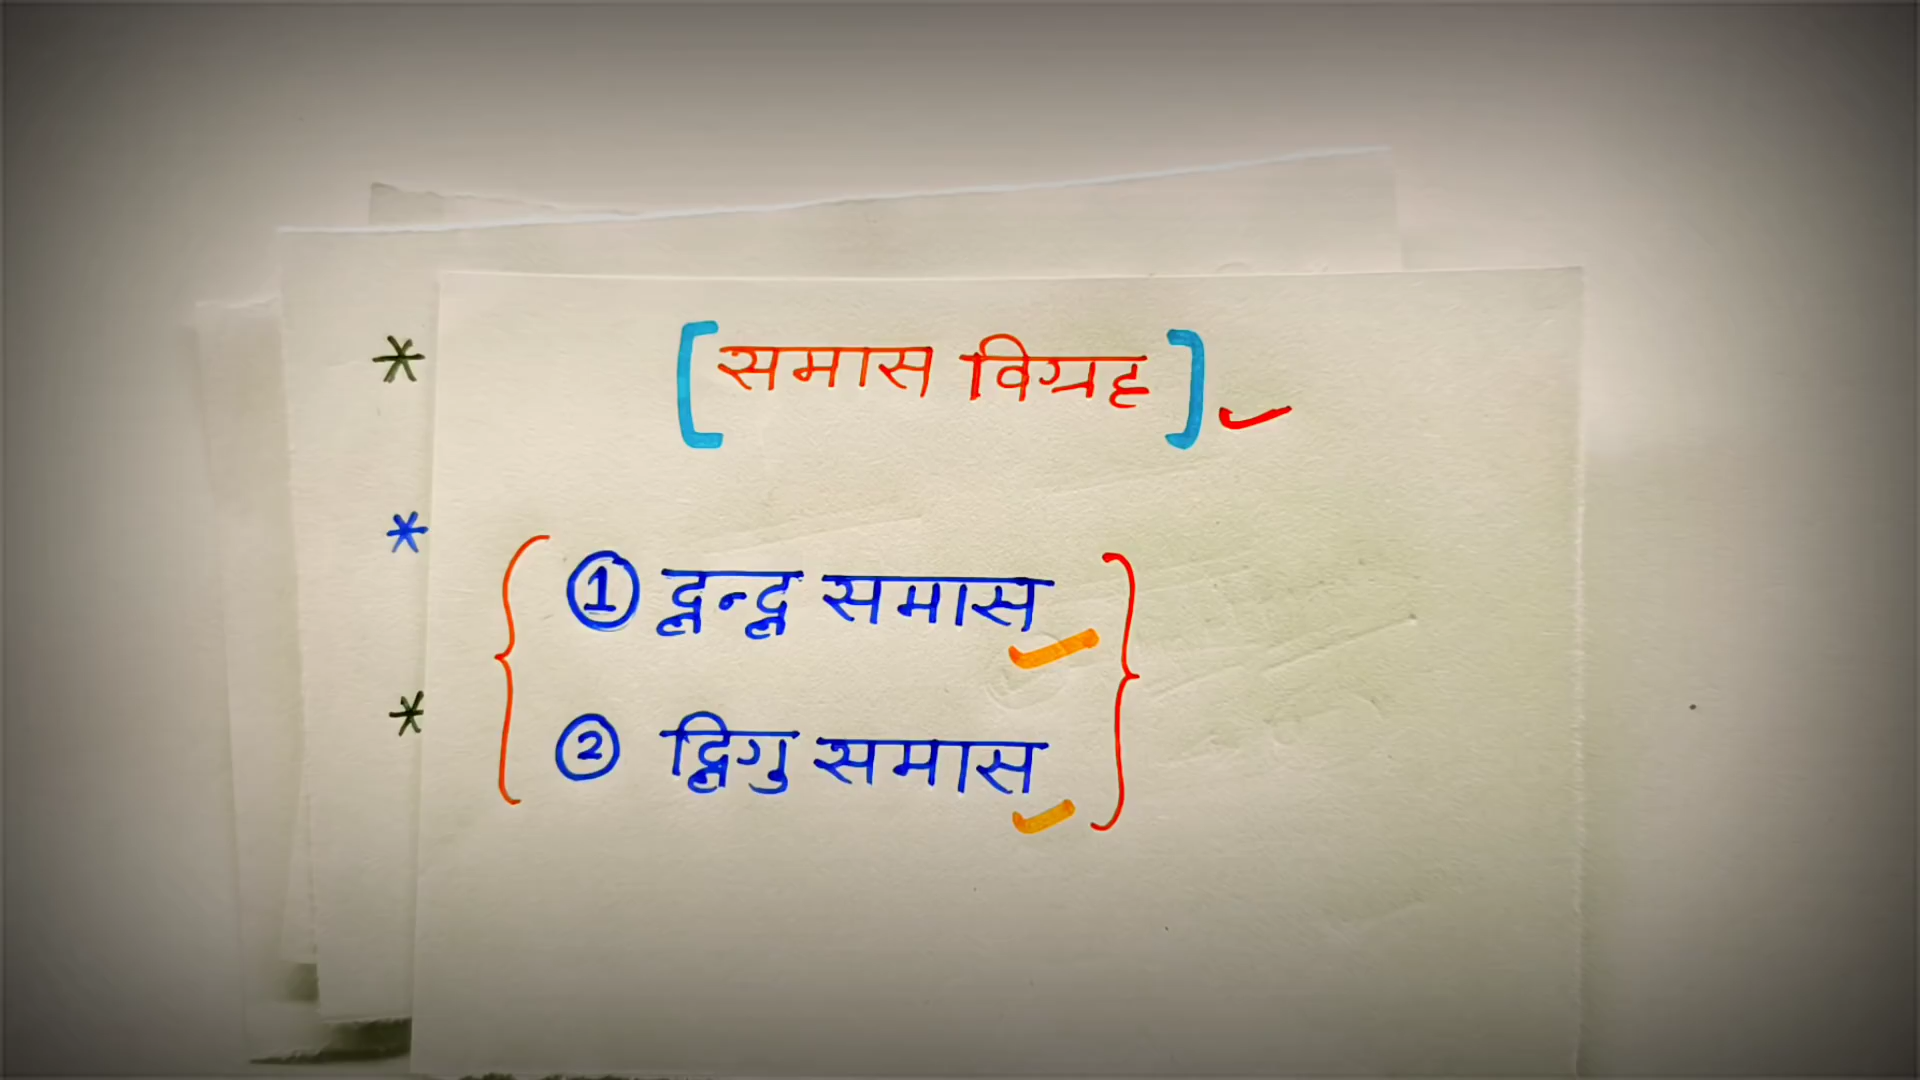 [समास विग्रह]
① द्वन्द्व समास
② द्विगु समास